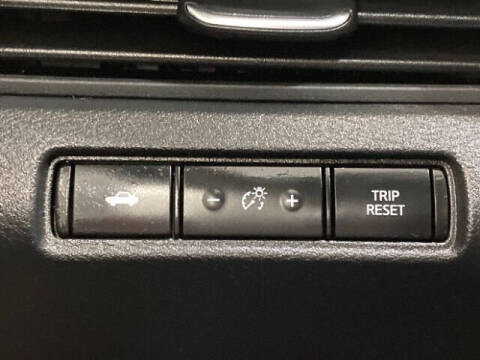 - +
TRIP
RESET